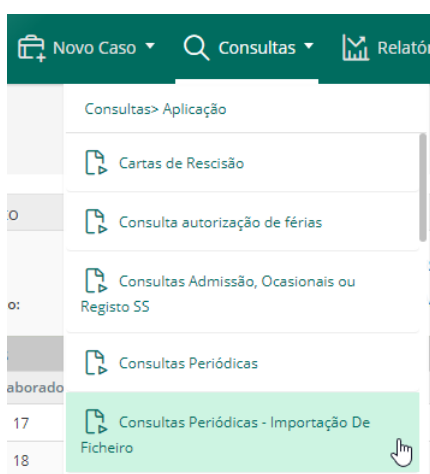 Novo Caso Consultas Relatór
Consultas> Aplicação
Cartas de Rescisão
Consulta autorização de férias
Consultas Admissão, Ocasionais ou
Registo SS
Consultas Periódicas
Consultas Periódicas - Importação De
Ficheiro
o:
aborado
17
18